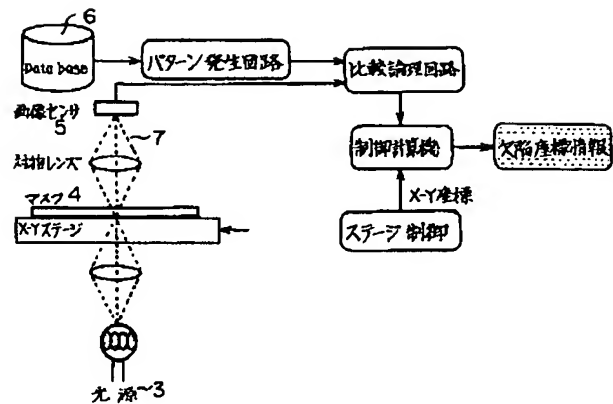 6
Data base
パターン発生回路
比較論理回路
画像センサ
5
7
対物レンズ
制御計算機
欠陥座標情報
マスク 4
X-Yステージ
X-Y座標
ステージ制御
光源~3